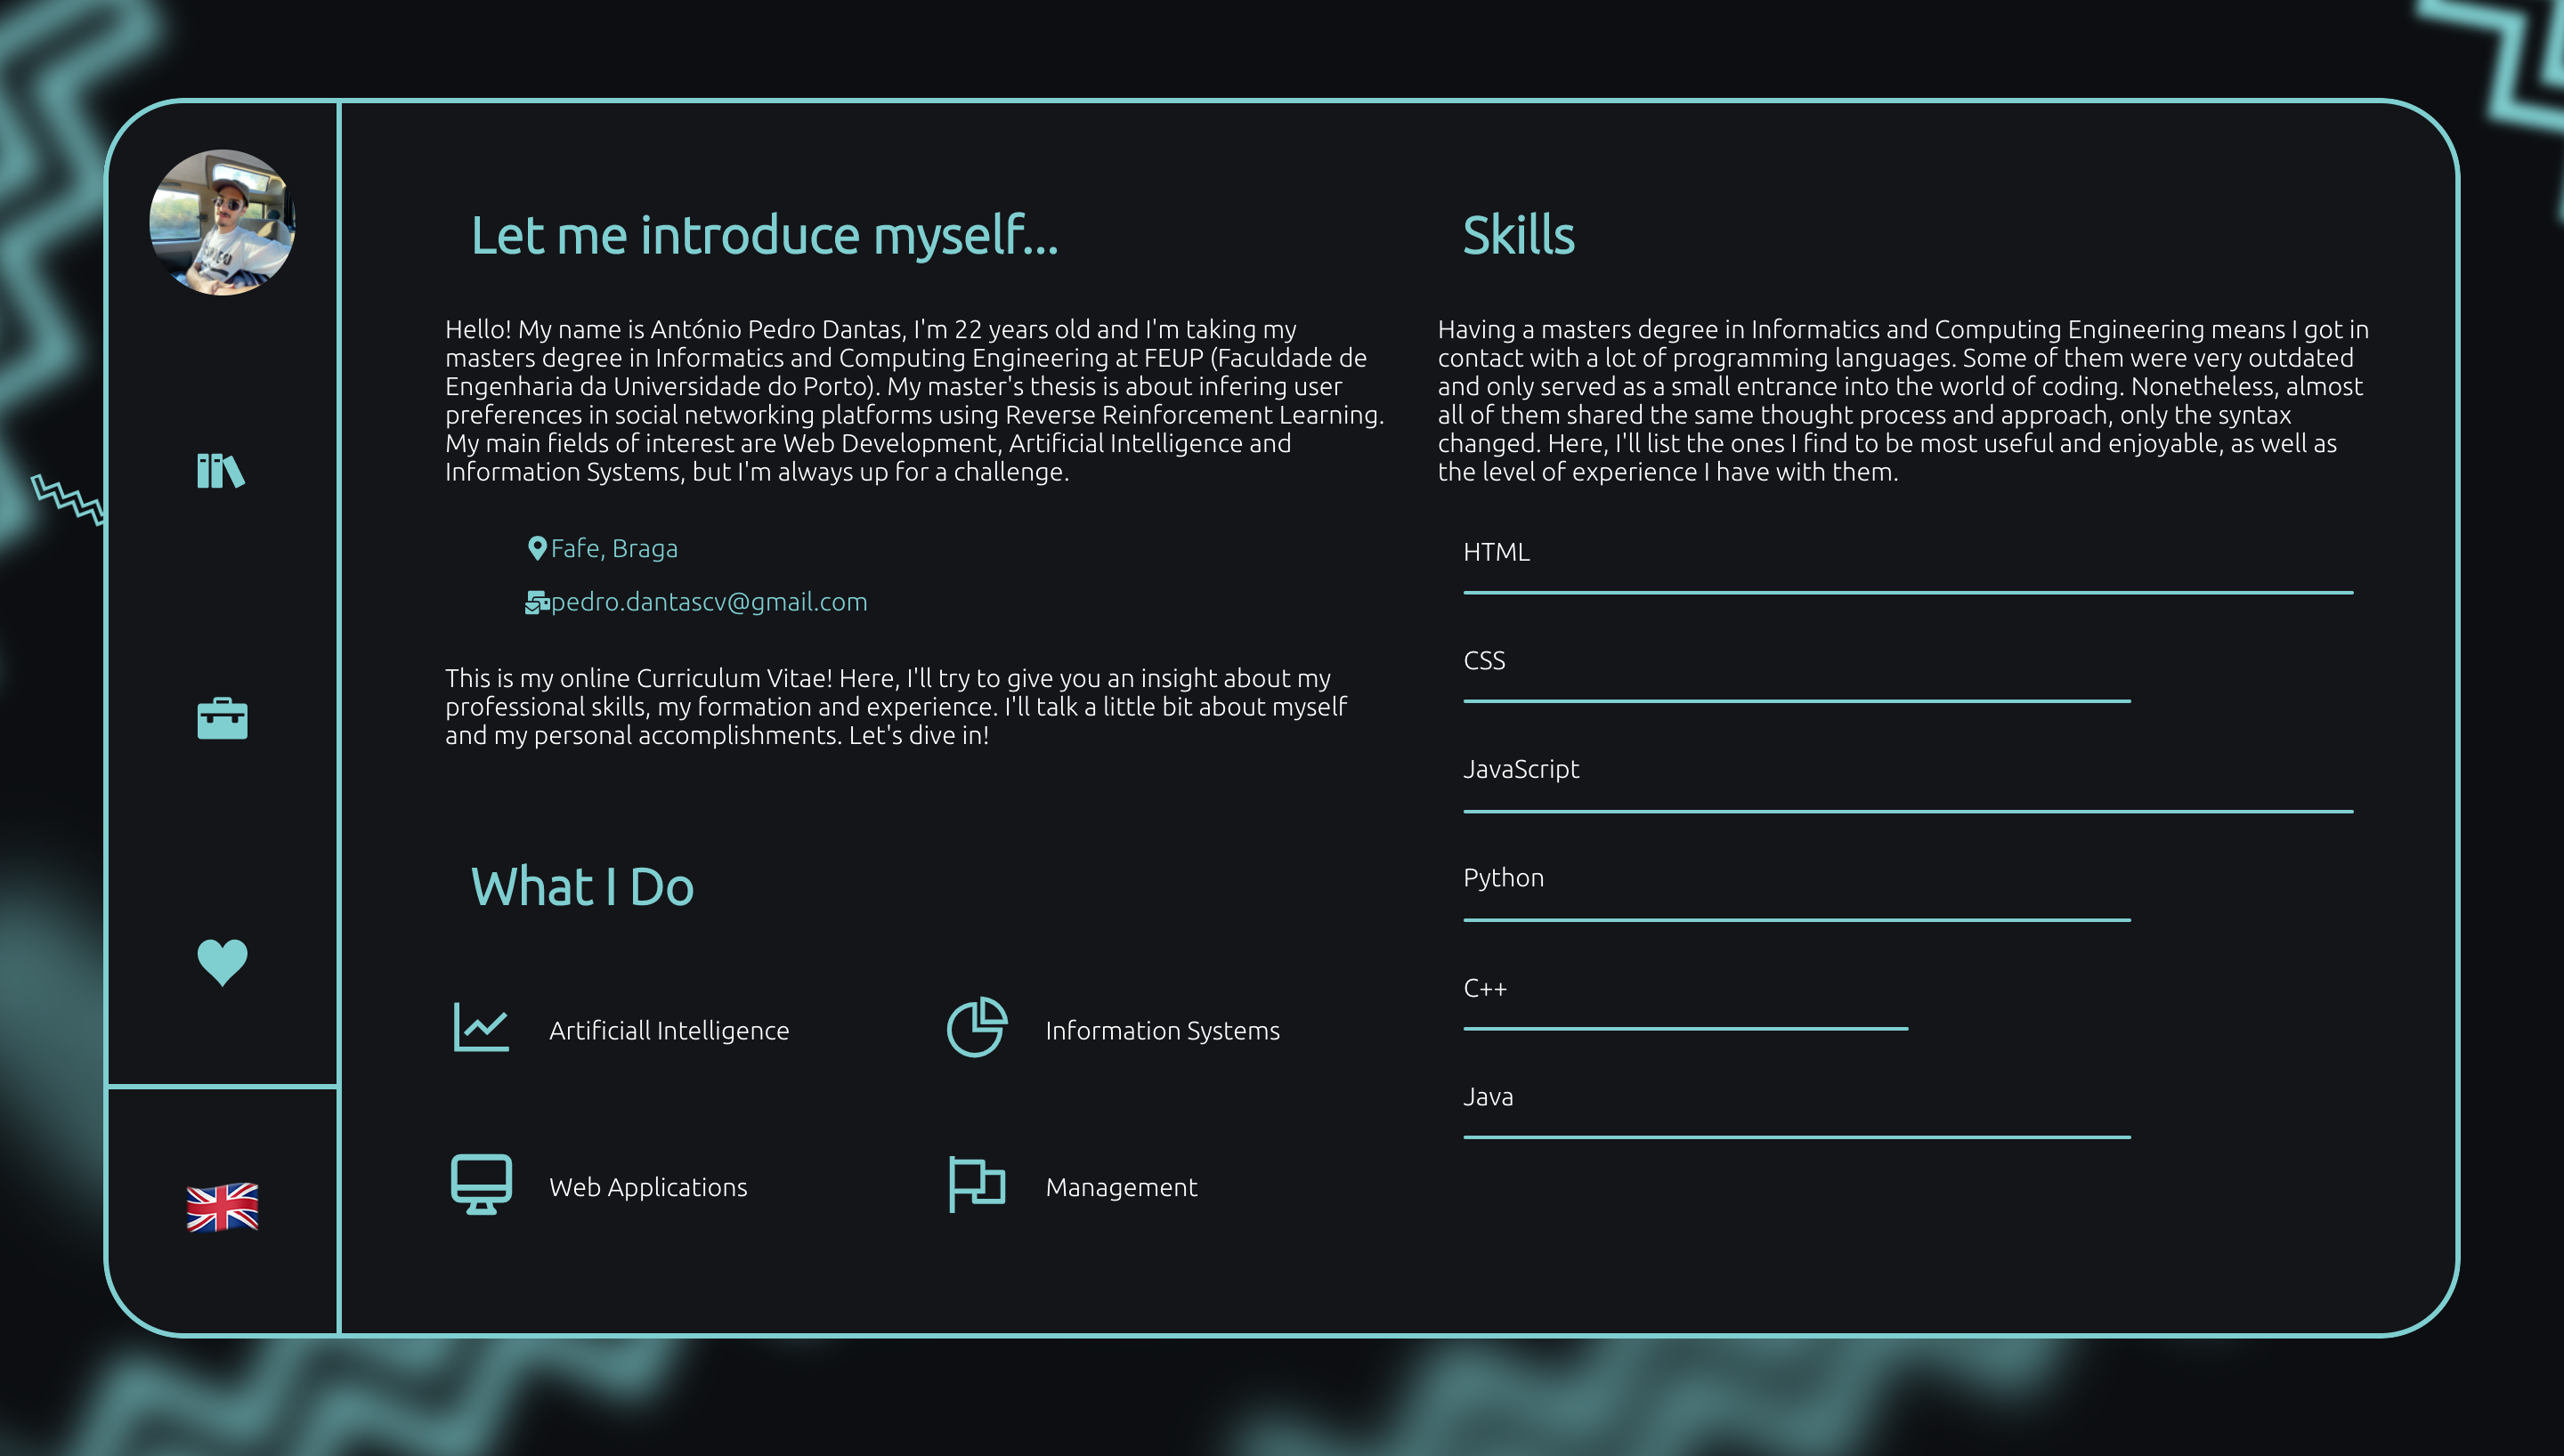 Let me introduce myself...
Hello! My name is António Pedro Dantas, I'm 22 years old and I'm taking my
masters degree in Informatics and Computing Engineering at FEUP (Faculdade de
Engenharia da Universidade do Porto). My master's thesis is about infering user
preferences in social networking platforms using Reverse Reinforcement Learning.
My main fields of interest are Web Development, Artificial Intelligence and
Information Systems, but I'm always up for a challenge.
Fafe, Braga
pedro.dantascv@gmail.com
This is my online Curriculum Vitae! Here, I'll try to give you an insight about my
professional skills, my formation and experience. I'll talk a little bit about myself
and my personal accomplishments. Let's dive in!
What I Do
Artificiall Intelligence
Information Systems
Web Applications
Management
Skills
Having a masters degree in Informatics and Computing Engineering means I got in
contact with a lot of programming languages. Some of them were very outdated
and only served as a small entrance into the world of coding. Nonetheless, almost
all of them shared the same thought process and approach, only the syntax
changed. Here, I'll list the ones I find to be most useful and enjoyable, as well as
the level of experience I have with them.
HTML
CSS
JavaScript
Python
C++
Java